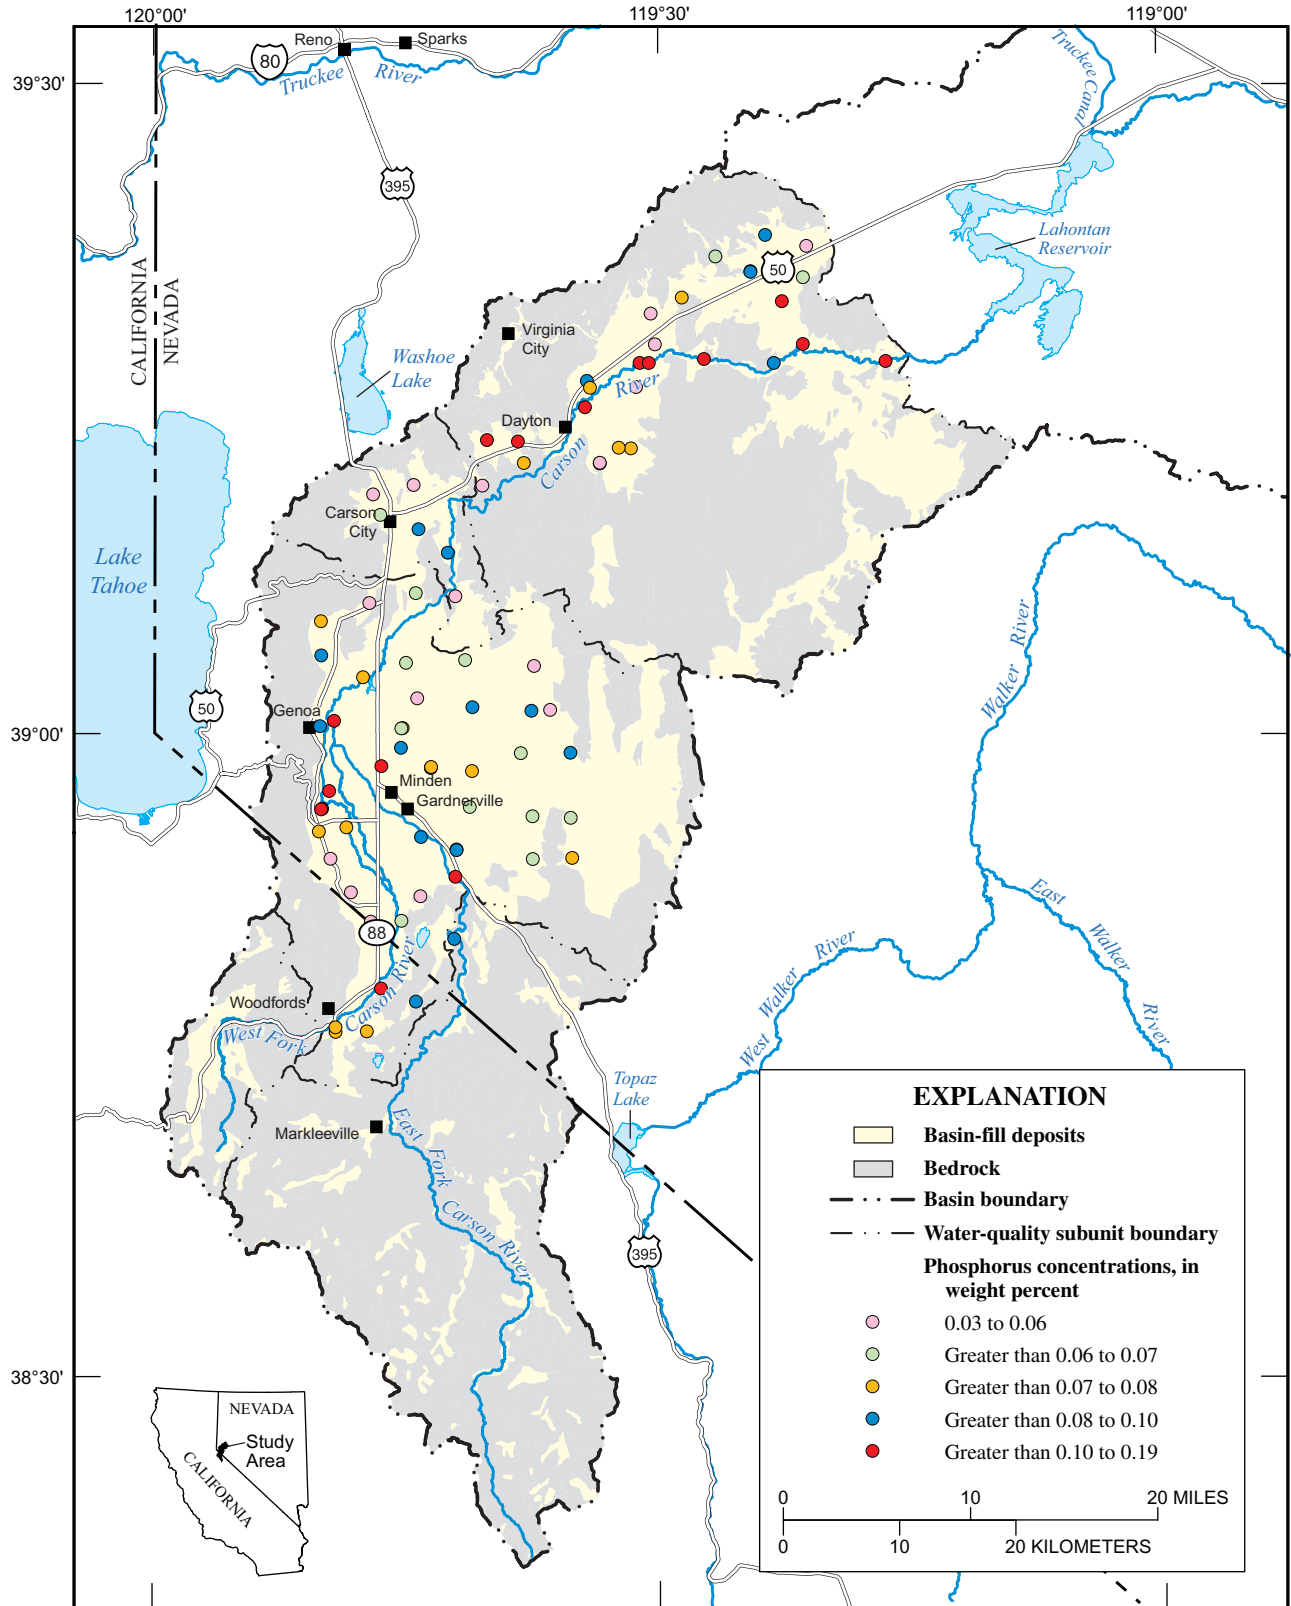 120°00'
119°30'
119°00'
39°30'
39°00'
38°30'
Reno
Sparks
80
Truckee River
Truckee Canal
395
Lahontan
Reservoir
50
CALIFORNIA
NEVADA
Virginia
City
Washoe
Lake
River
Dayton
Carson
Carson
City
Lake
Tahoe
Walker River
50
Genoa
Minden
Gardnerville
East Walker River
88
West Walker River
Carson River
Woodfords
West Fork
Topaz
Lake
Markleeville
East Fork Carson River
395
EXPLANATION
Basin-fill deposits
Bedrock
Basin boundary
Water-quality subunit boundary
Phosphorus concentrations, in
weight percent
0.03 to 0.06
Greater than 0.06 to 0.07
Greater than 0.07 to 0.08
Greater than 0.08 to 0.10
Greater than 0.10 to 0.19
0 10 20 MILES
0 10 20 KILOMETERS
NEVADA
Study
Area
CALIFORNIA